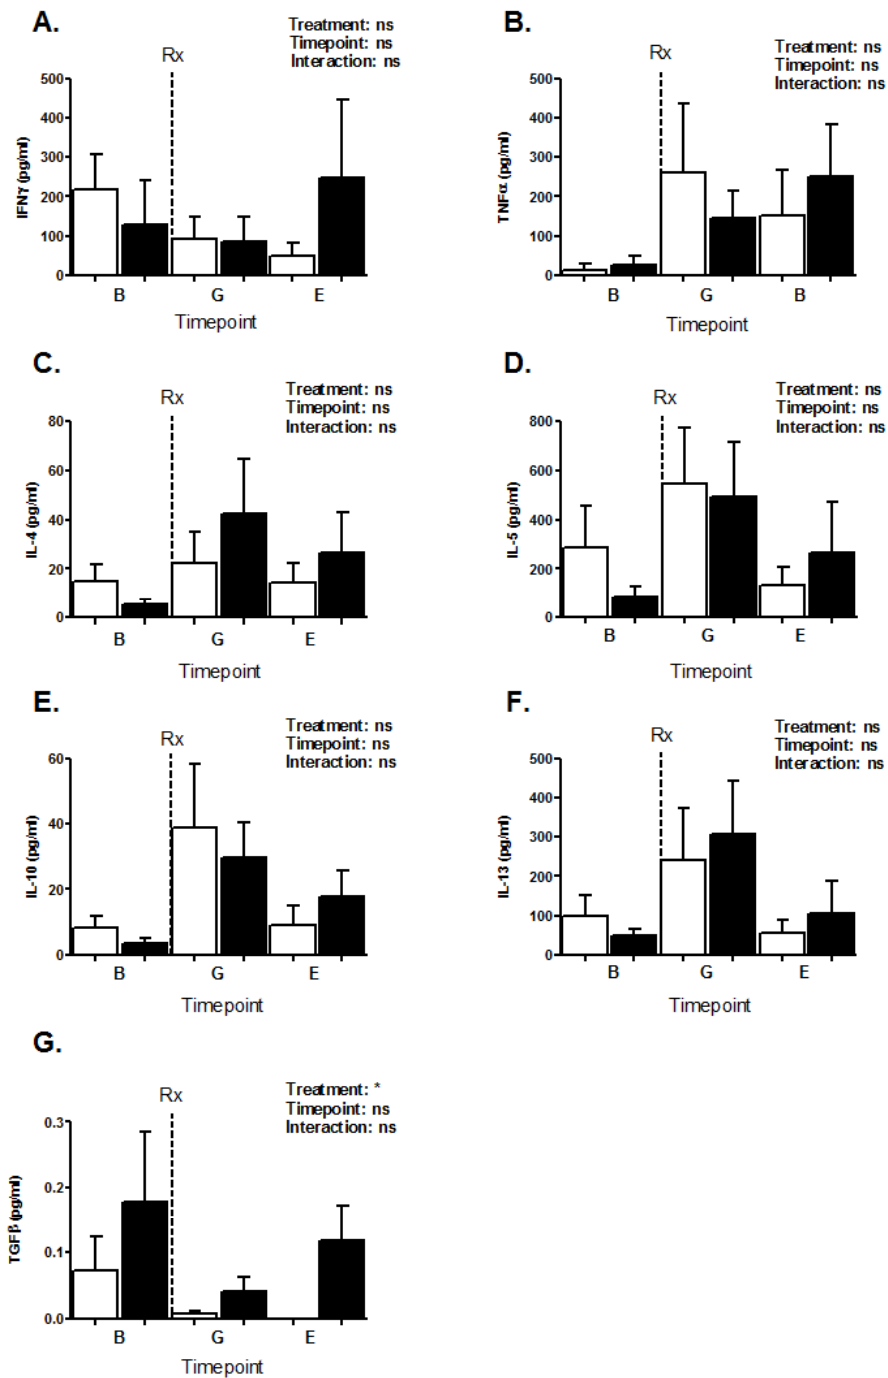 A.
Treatment: ns
Timepoint: ns
Interaction: ns
Rx
500
400
300
200
100
0
IFNγ (pg/ml)
B G E
Timepoint
B.
Treatment: ns
Timepoint: ns
Interaction: ns
Rx
500
400
300
200
100
0
TNFα (pg/ml)
B G B
Timepoint
C.
Treatment: ns
Timepoint: ns
Interaction: ns
Rx
80
60
40
20
0
IL-4 (pg/ml)
B G E
Timepoint
D.
Treatment: ns
Timepoint: ns
Interaction: ns
Rx
800
600
400
200
0
IL-5 (pg/ml)
B G E
Timepoint
E.
Treatment: ns
Timepoint: ns
Interaction: ns
Rx
60
40
20
0
IL-10 (pg/ml)
B G E
Timepoint
F.
Treatment: ns
Timepoint: ns
Interaction: ns
Rx
500
400
300
200
100
0
IL-13 (pg/ml)
B G E
Timepoint
G.
Treatment: *
Timepoint: ns
Interaction: ns
Rx
0.3
0.2
0.1
0.0
TGFβ (pg/ml)
B G E
Timepoint